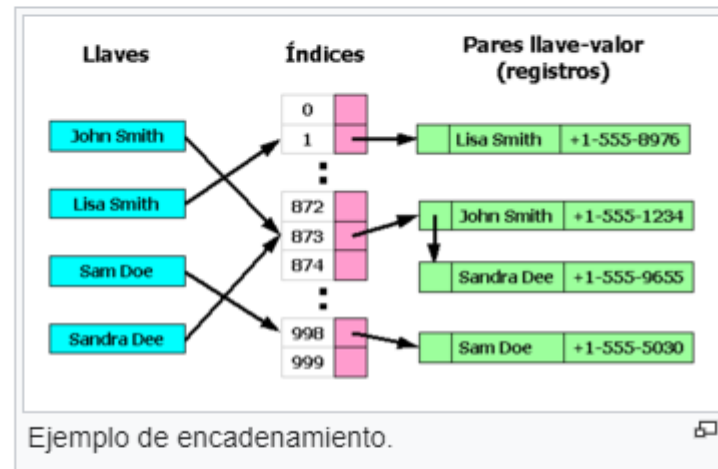 Llaves
Índices
Pares llave-valor
(registros)
John Smith
Lisa Smith
Sam Doe
Sandra Dee
0
1
872
873
874
998
999
Lisa Smith +1-555-8976
John Smith +1-555-1234
Sandra Dee +1-555-9655
Sam Doe +1-555-5030
Ejemplo de encadenamiento.